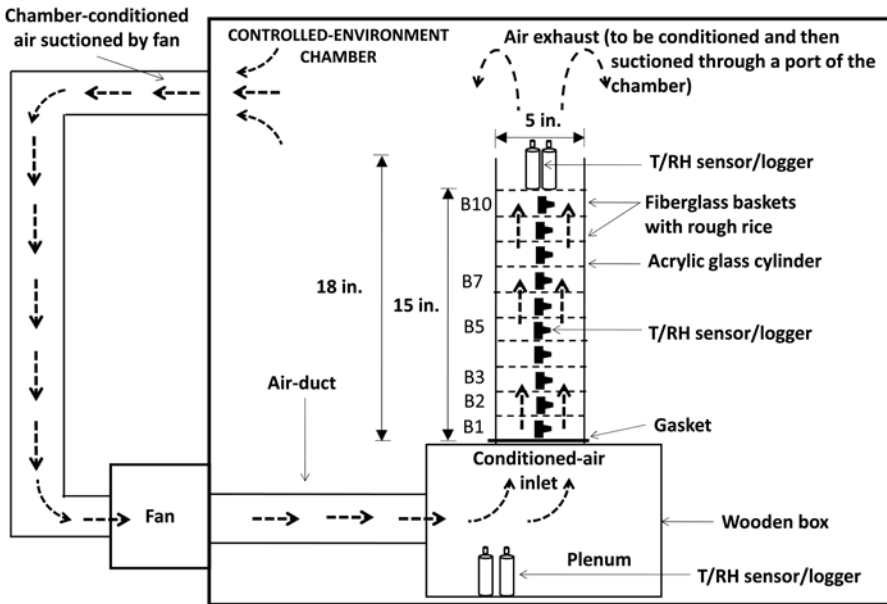 Chamber-conditioned
air suctioned by fan
CONTROLLED-ENVIRONMENT
CHAMBER
Air exhaust (to be conditioned and then
suctioned through a port of the
chamber)
5 in.
T/RH sensor/logger
B10
Fiberglass baskets
with rough rice
Acrylic glass cylinder
B7
18 in.
15 in.
B5
T/RH sensor/logger
Air-duct
B3
B2
B1
Gasket
Conditioned-air
inlet
Fan
Wooden box
Plenum
T/RH sensor/logger